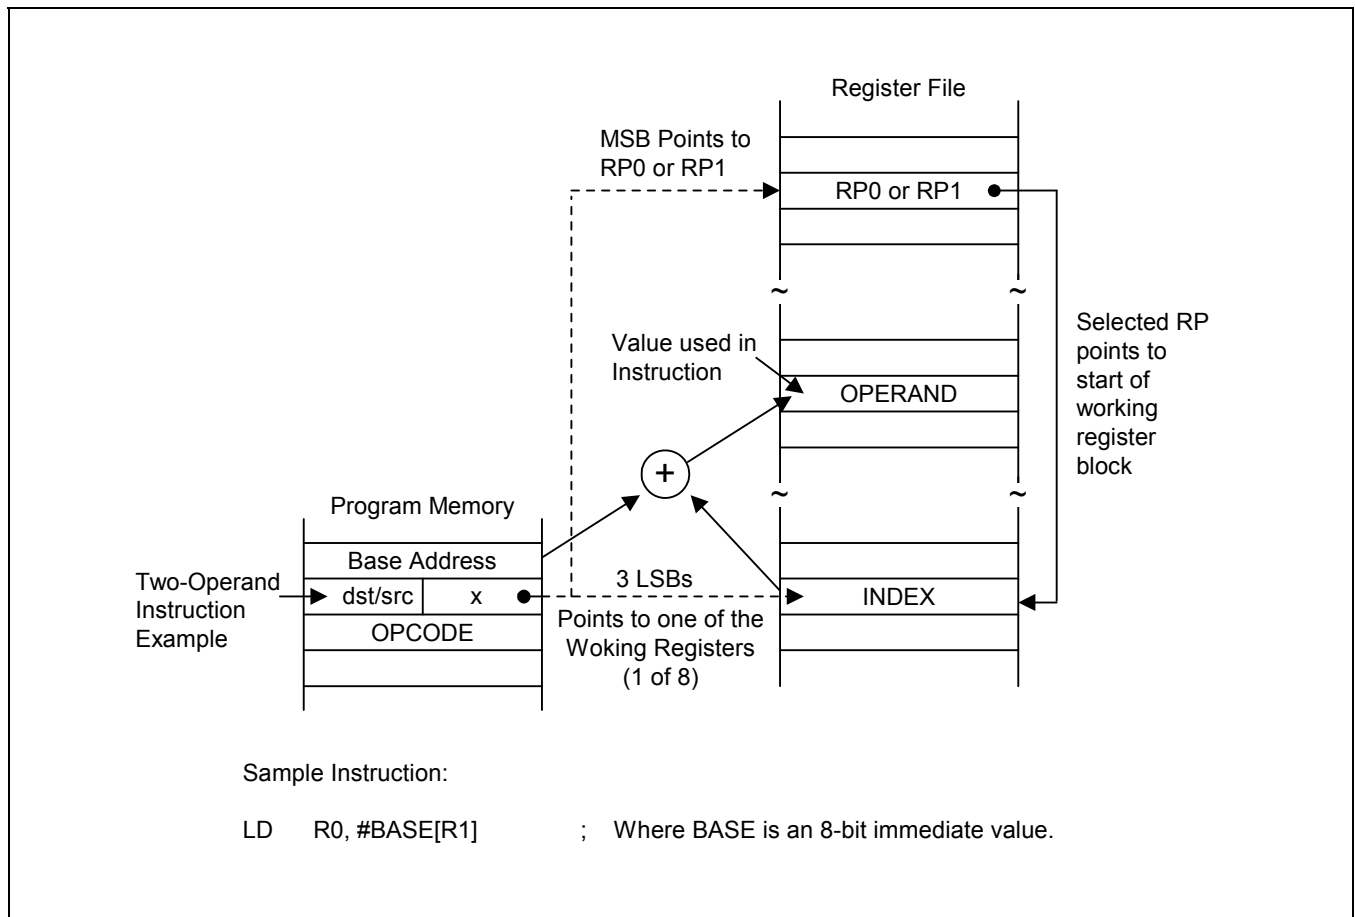 Register File
MSB Points to
RP0 or RP1
RP0 or RP1
~ ~
Value used in
Instruction
OPERAND
Selected RP
points to
start of
working
register
block
+
~ ~
Program Memory
Base Address
Two-Operand
Instruction
Example
dst/src x
OPCODE
3 LSBs
Points to one of the
Woking Registers
(1 of 8)
INDEX
Sample Instruction:
LD R0, #BASE[R1] ; Where BASE is an 8-bit immediate value.